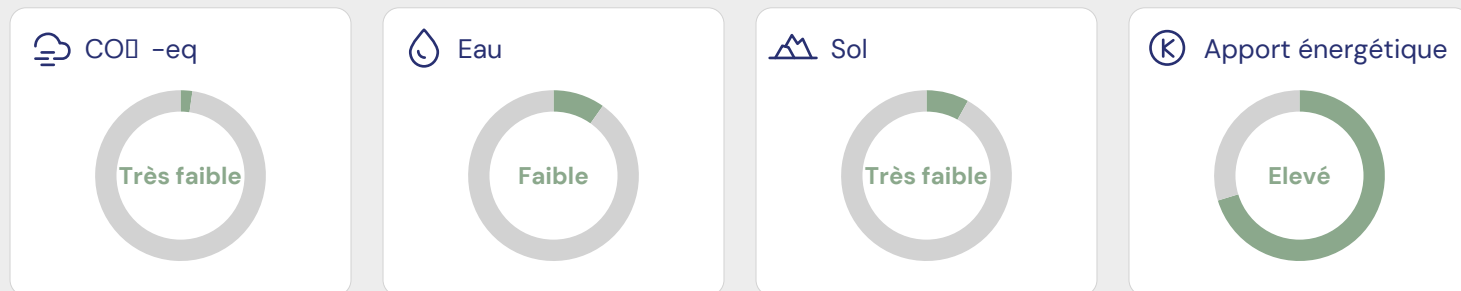 CO▯ -eq
Très faible
Eau
Faible
Sol
Très faible
Apport énergétique
Elevé